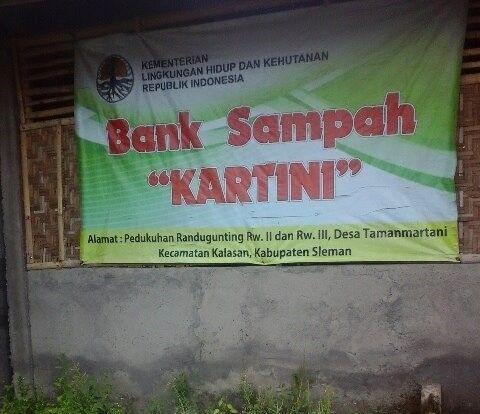 KEMENTERIAN
LINGKUNGAN HIDUP DAN KEHUTANAN
REPUBLIK INDONESIA
Bank Sampah
"KARTINI"
Alamat : Pedukuhan Randugunting Rw. II dan Rw. III, Desa Tamanmartani
Kecamatan Kalasan, Kabupaten Sleman